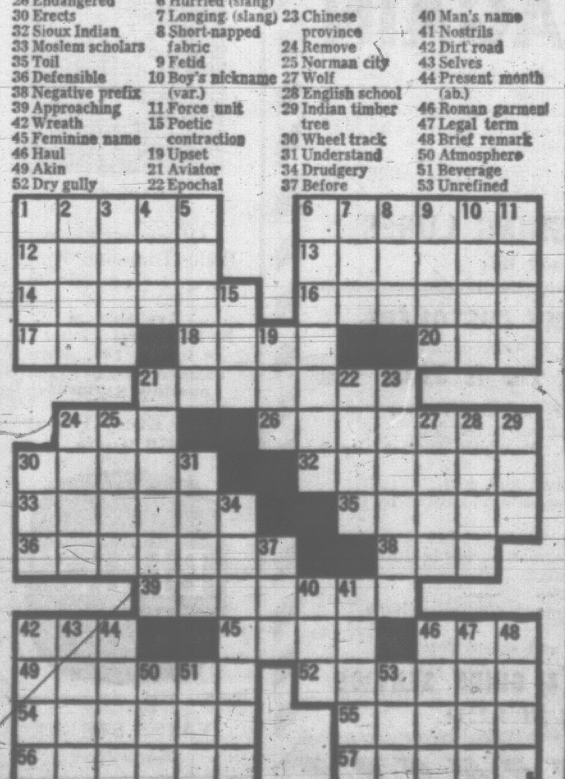 28 Endangered
30 Erects
32 Sioux Indian
33 Moslem scholars
35 Toil
36 Defensible
38 Negative prefix
39 Approaching
42 Wreath
45 Feminine name
46 Haul
49 Akin
52 Dry gully
6 Hurried (slang)
7 Longing (slang)
8 Short-napped
fabric
9 Fetid
10 Boy's nickname
(var.)
11 Force unit
15 Poetic
contraction
19 Upset
21 Aviator
22 Epochal
23 Chinese
province
24 Remove
25 Norman city
27 Wolf
28 English school
29 Indian timber
tree
30 Wheel track
31 Understand
34 Drudgery
37 Before
40 Man's name
41 Nostrils
42 Dirt road
43 Selves
44 Present month
(ab.)
46 Roman garment
47 Legal term
48 Brief remark
50 Atmosphere
51 Beverage
53 Unrefined
1 2 3 4 5 6 7 8 9 10 11
12 13
14 15 16
17 18 19 20
21 22 23
24 25 26 27 28 29
30 31 32
33 34 35
36 37 38
39 40 41
42 43 44 45 46 47 48
49 50 51 52 53
54 55
56 57